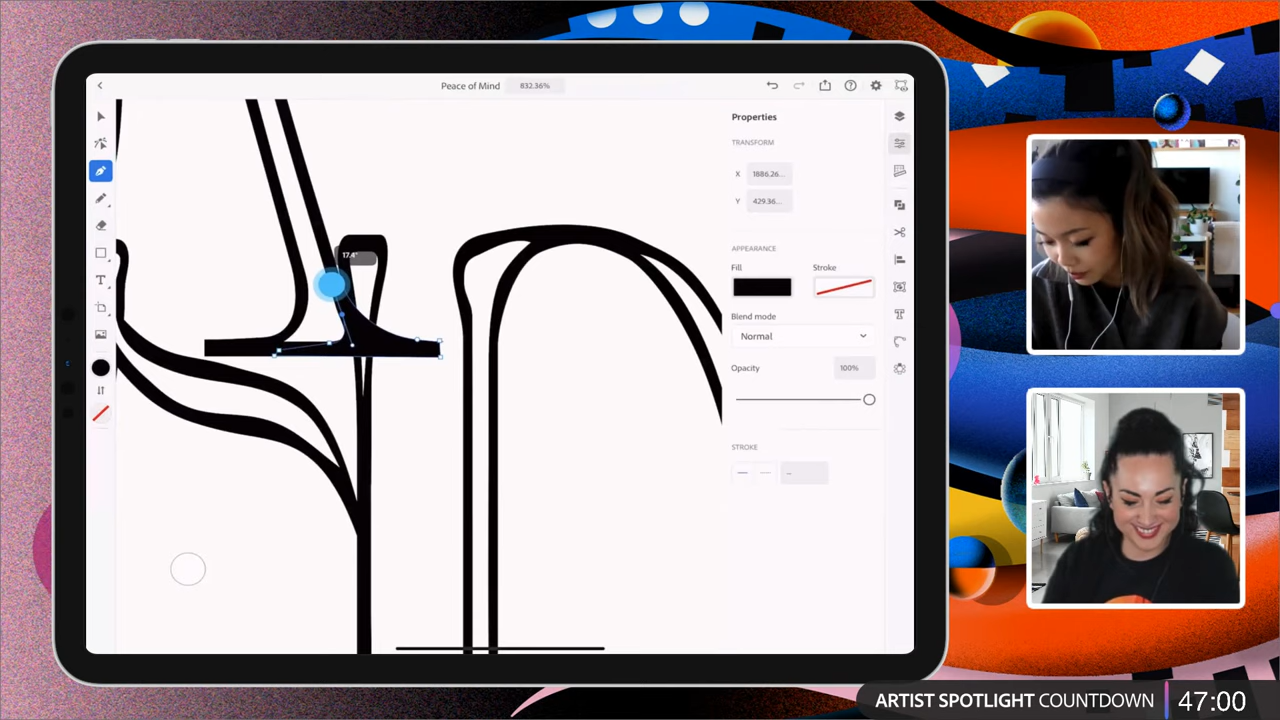 Peace of Mind 832.36%
Properties
TRANSFORM
X 1886.26...
Y 429.36...
17.4°
APPEARANCE
Fill Stroke
Blend mode
Normal
Opacity 100%
STROKE
--
T
ARTIST SPOTLIGHT COUNTDOWN 47:00